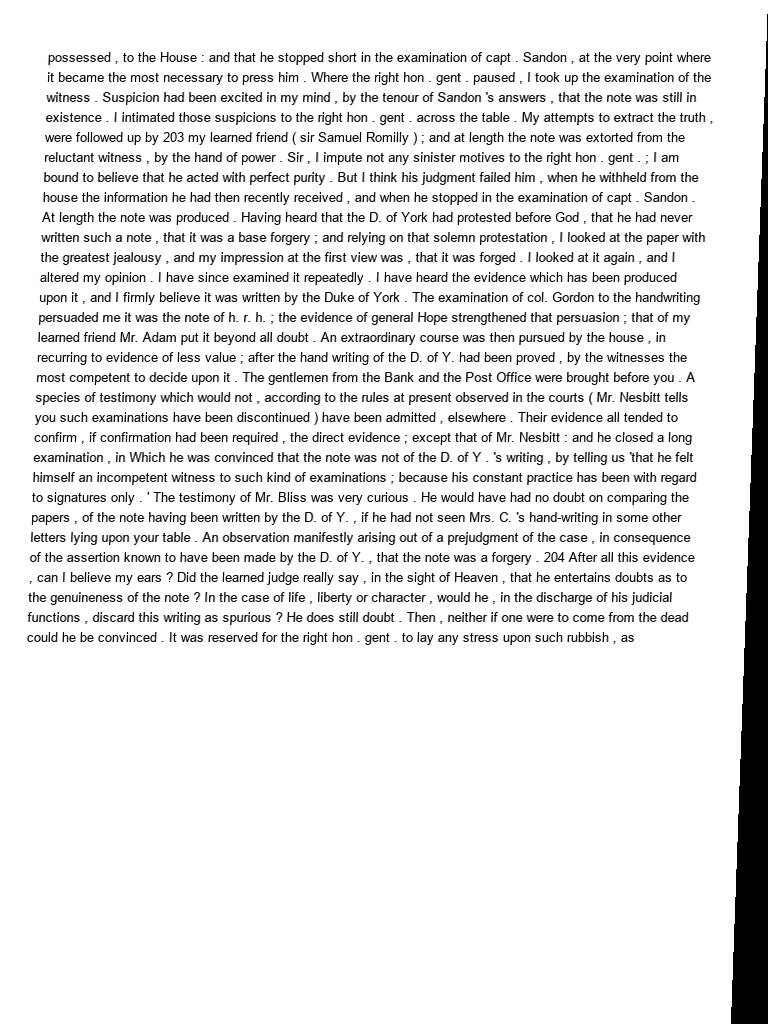 possessed , to the House : and that he stopped short in the examination of capt . Sandon , at the very point where
it became the most necessary to press him . Where the right hon . gent . paused , I took up the examination of the
witness . Suspicion had been excited in my mind , by the tenour of Sandon 's answers , that the note was still in
existence . I intimated those suspicions to the right hon . gent . across the table . My attempts to extract the truth ,
were followed up by 203 my learned friend ( sir Samuel Romilly ) ; and at length the note was extorted from the
reluctant witness , by the hand of power . Sir , I impute not any sinister motives to the right hon . gent . ; I am
bound to believe that he acted with perfect purity . But I think his judgment failed him , when he withheld from the
house the information he had then recently received , and when he stopped in the examination of capt . Sandon .
At length the note was produced . Having heard that the D. of York had protested before God , that he had never
written such a note , that it was a base forgery ; and relying on that solemn protestation , I looked at the paper with
the greatest jealousy , and my impression at the first view was , that it was forged . I looked at it again , and I
altered my opinion . I have since examined it repeatedly . I have heard the evidence which has been produced
upon it , and I firmly believe it was written by the Duke of York . The examination of col. Gordon to the handwriting
persuaded me it was the note of h. r. h. ; the evidence of general Hope strengthened that persuasion ; that of my
learned friend Mr. Adam put it beyond all doubt . An extraordinary course was then pursued by the house , in
recurring to evidence of less value ; after the hand writing of the D. of Y. had been proved , by the witnesses the
most competent to decide upon it . The gentlemen from the Bank and the Post Office were brought before you . A
species of testimony which would not , according to the rules at present observed in the courts ( Mr. Nesbitt tells
you such examinations have been discontinued ) have been admitted , elsewhere . Their evidence all tended to
confirm , if confirmation had been required , the direct evidence ; except that of Mr. Nesbitt : and he closed a long
examination , in Which he was convinced that the note was not of the D. of Y . 's writing , by telling us 'that he felt
himself an incompetent witness to such kind of examinations ; because his constant practice has been with regard
to signatures only . ' The testimony of Mr. Bliss was very curious . He would have had no doubt on comparing the
papers , of the note having been written by the D. of Y. , if he had not seen Mrs. C. 's hand-writing in some other
letters lying upon your table . An observation manifestly arising out of a prejudgment of the case , in consequence
of the assertion known to have been made by the D. of Y. , that the note was a forgery . 204 After all this evidence
, can I believe my ears ? Did the learned judge really say , in the sight of Heaven , that he entertains doubts as to
the genuineness of the note ? In the case of life , liberty or character , would he , in the discharge of his judicial
functions , discard this writing as spurious ? He does still doubt . Then , neither if one were to come from the dead
could he be convinced . It was reserved for the right hon . gent . to lay any stress upon such rubbish , as